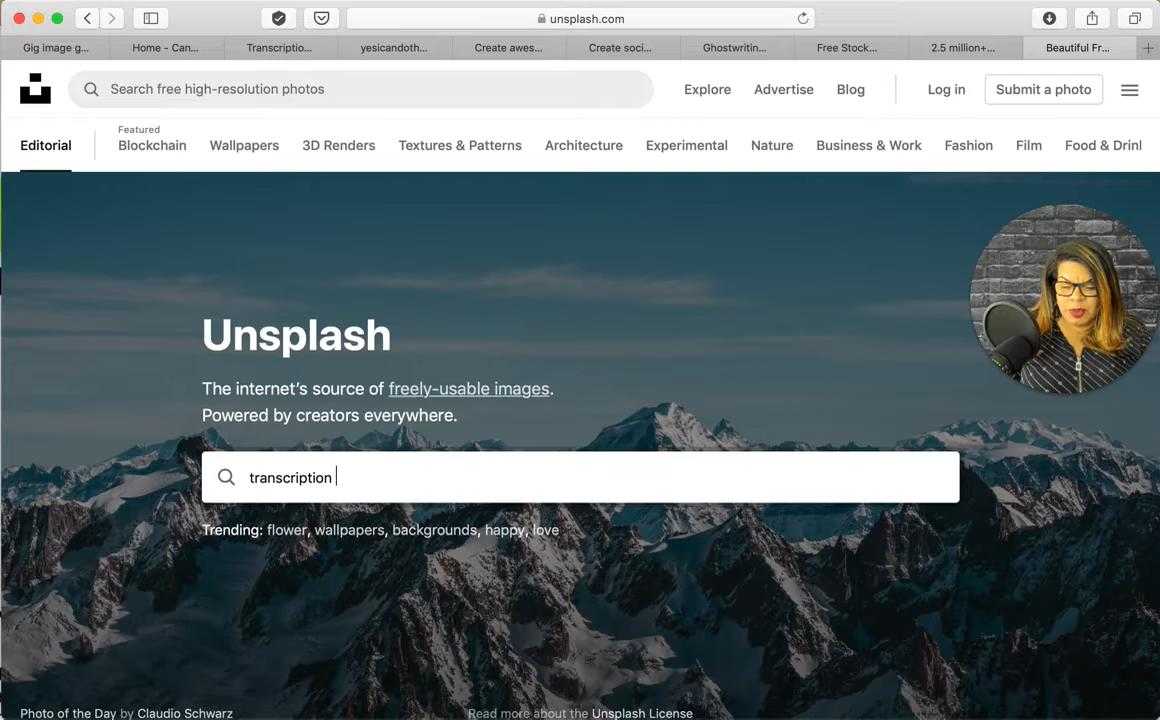 unsplash.com
Gig image g...
Home - Can...
Transcriptio...
yesicandoth...
Create awes...
Create soci...
Ghostwritin...
Free Stock...
2.5 million+...
Beautiful Fr...
Search free high-resolution photos
Explore
Advertise
Blog
Log in
Submit a photo
Editorial
Featured
Blockchain
Wallpapers
3D Renders
Textures & Patterns
Architecture
Experimental
Nature
Business & Work
Fashion
Film
Food & Drinl
Unsplash
The internet’s source of freely-usable images.
Powered by creators everywhere.
transcription
Trending: flower, wallpapers, backgrounds, happy, love
Photo of the Day by Claudio Schwarz
Read more about the Unsplash License